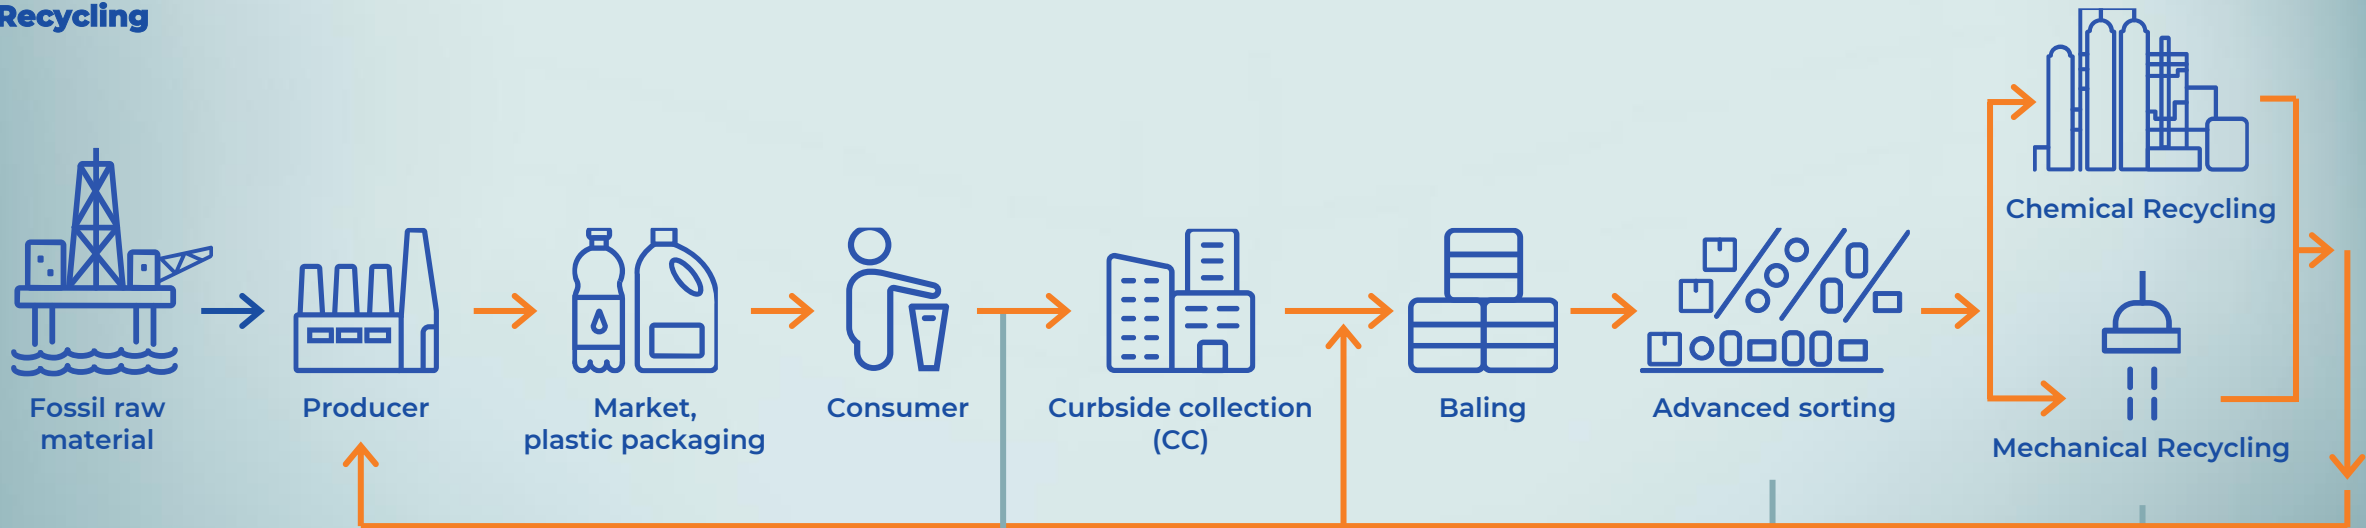 Recycling
Chemical Recycling
Fossil raw
material
Producer
Market,
plastic packaging
Consumer
Curbside collection
(CC)
Baling
Advanced sorting
Mechanical Recycling